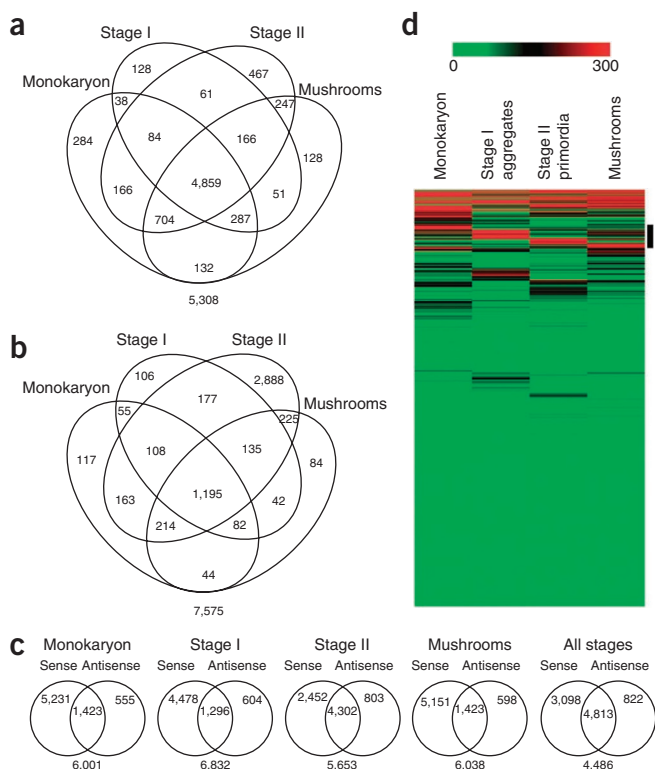 a
Stage I
Stage II
Monokaryon
Mushrooms
128
467
38
61
247
284
84
166
128
166
4,859
51
704
287
132
5,308
b
Stage I
Stage II
Monokaryon
Mushrooms
106
2,888
55
177
225
117
108
135
84
163
1,195
42
214
82
44
7,575
c
Monokaryon
Sense Antisense
5,231
1,423
555
6,001
Stage I
Sense Antisense
4,478
1,296
604
6,832
Stage II
Sense Antisense
2,452
4,302
803
5,653
Mushrooms
Sense Antisense
5,151
1,423
598
6,038
All stages
Sense Antisense
3,098
4,813
822
4,486
d
0
300
Monokaryon
Stage I
aggregates
Stage II
primordia
Mushrooms